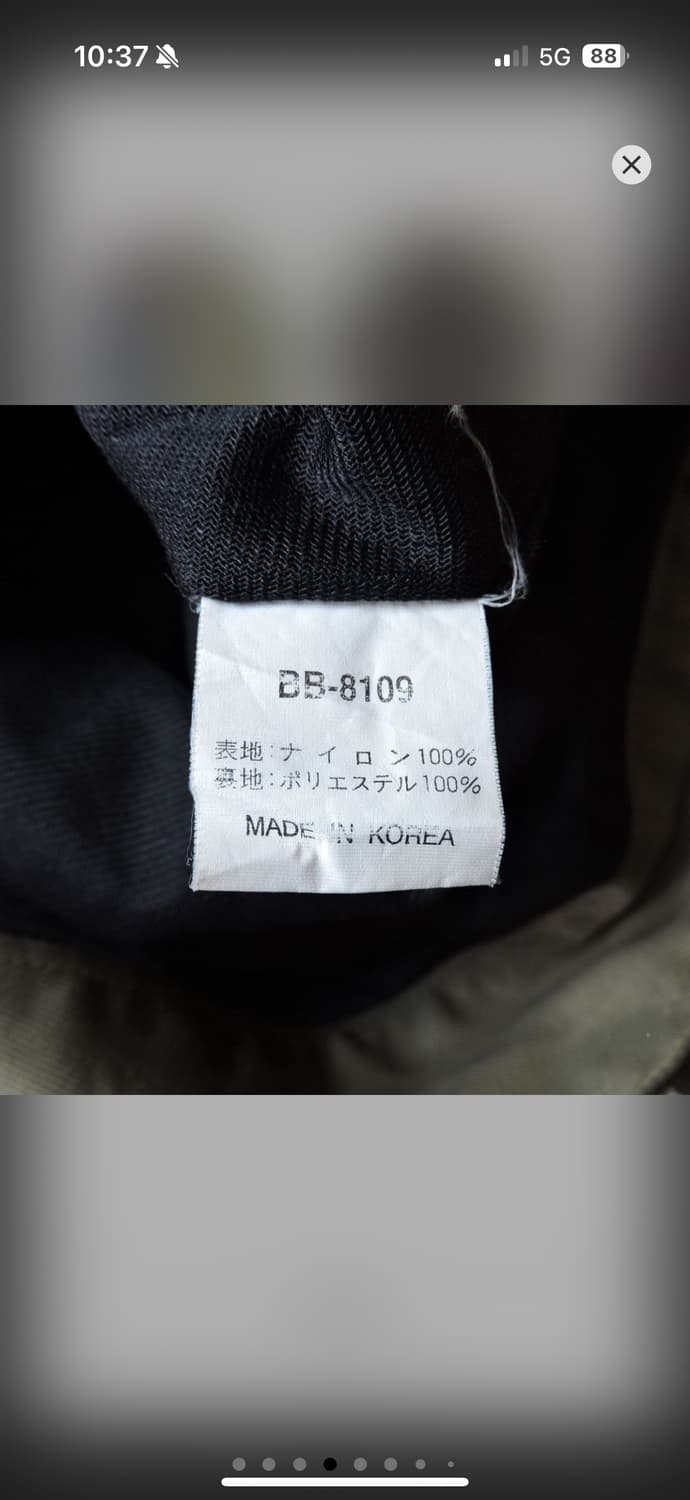 10:37
5G
88
BB-8109
表地:ナイロン100%
裏地:ポリエステル100%
MADE IN KOREA